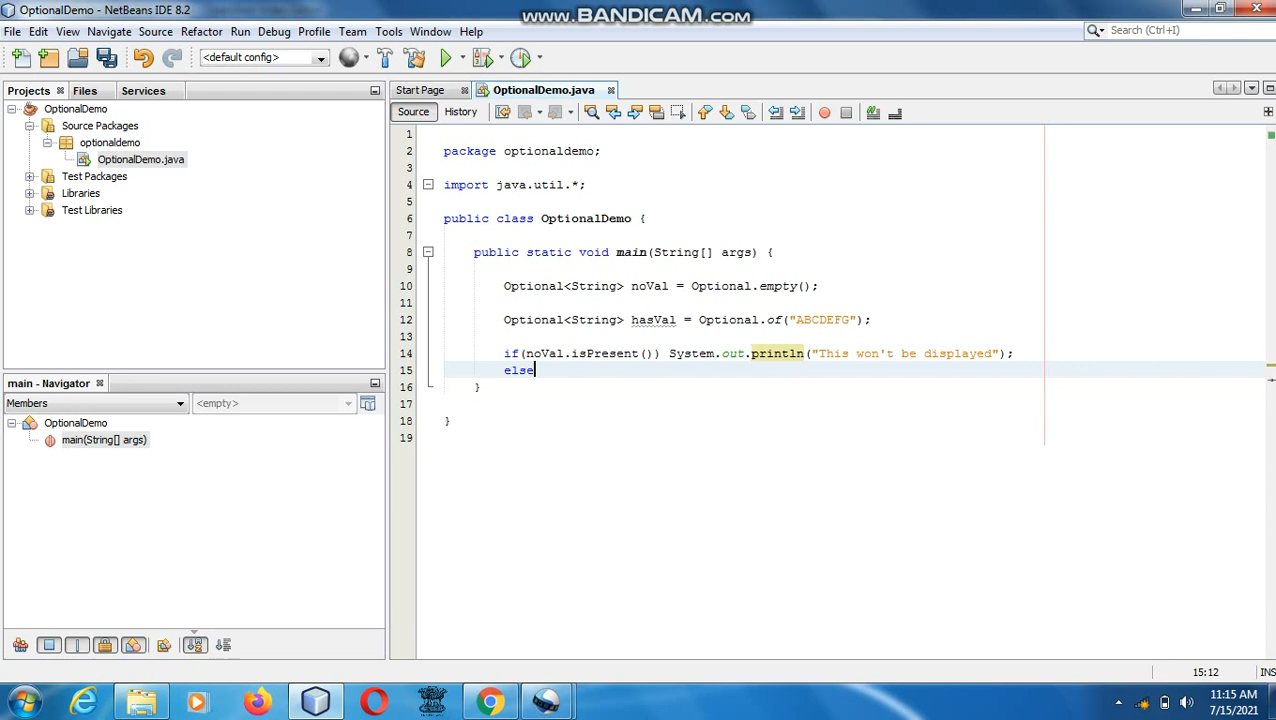 OptionalDemo - NetBeans IDE 8.2
www.BANDICAM.com
File Edit View Navigate Source Refactor Run Debug Profile Team Tools Window Help
Search (Ctrl+I)
<default config>
Projects Files Services
Start Page OptionalDemo.java
OptionalDemo
Source Packages
optionaldemo
OptionalDemo.java
Test Packages
Libraries
Test Libraries
Source History
1
2 package optionaldemo;
3
4 import java.util.*;
5
6 public class OptionalDemo {
7
8 public static void main(String[] args) {
9
10 Optional<String> noVal = Optional.empty();
11
12 Optional<String> hasVal = Optional.of("ABCDEFG");
13
14 if(noVal.isPresent()) System.out.println("This won't be displayed");
15 else
16 }
17
18 }
19
main - Navigator
Members <empty>
OptionalDemo
main(String[] args)
15:12 INS
11:15 AM
7/15/2021